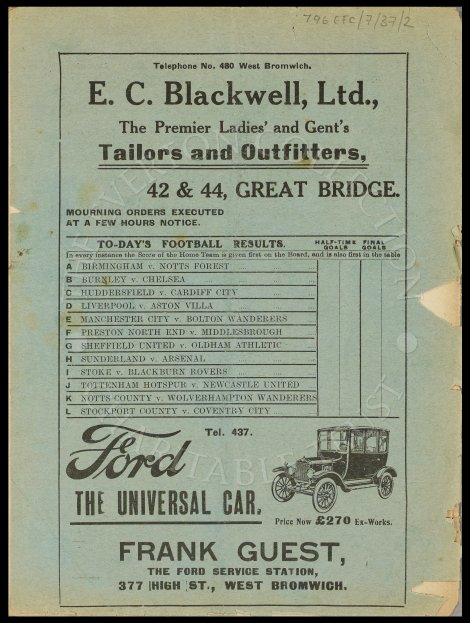 796 EFC/7/37/2
Telephone No. 480 West Bromwich.
E. C. Blackwell, Ltd.,
The Premier Ladies' and Gent's
Tailors and Outfitters,
42 & 44, GREAT BRIDGE.
MOURNING ORDERS EXECUTED
AT A FEW HOURS NOTICE.
TO-DAY'S FOOTBALL RESULTS. HALF-TIME GOALS FINAL GOALS
In every instance the Score of the Home Team is given first on the Board, and is also first in the table
A BIRMINGHAM v. NOTTS FOREST ... ...
B BURNLEY v. CHELSEA ... ...
C HUDDERSFIELD v. CARDIFF CITY ... ...
D LIVERPOOL v. ASTON VILLA ... ...
E MANCHESTER CITY v. BOLTON WANDERERS
F PRESTON NORTH END v. MIDDLESBROUGH
G SHEFFIELD UNITED v. OLDHAM ATHLETIC
H SUNDERLAND v. ARSENAL ... ...
I STOKE v. BLACKBURN ROVERS ... ...
J TOTTENHAM HOTSPUR v. NEWCASTLE UNITED
K NOTTS COUNTY v. WOLVERHAMPTON WANDERERS
L STOCKPORT COUNTY v. COVENTRY CITY ... ...
Tel. 437.
Ford
THE UNIVERSAL CAR.
Price Now £270 Ex-Works.
FRANK GUEST,
THE FORD SERVICE STATION,
377 HIGH ST., WEST BROMWICH.